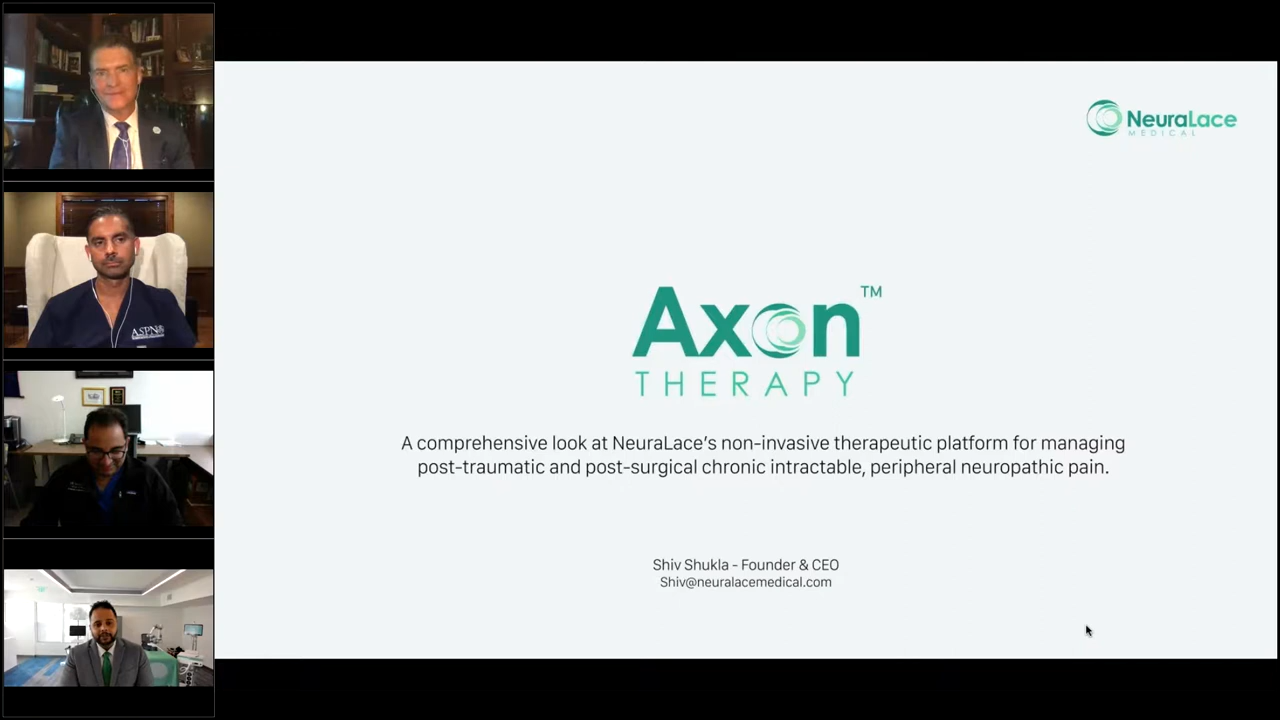 NeuraLace
MEDICAL
Axon™
THERAPY
A comprehensive look at NeuraLace's non-invasive therapeutic platform for managing
post-traumatic and post-surgical chronic intractable, peripheral neuropathic pain.
Shiv Shukla - Founder & CEO
Shiv@neuralacemedical.com
ASPN